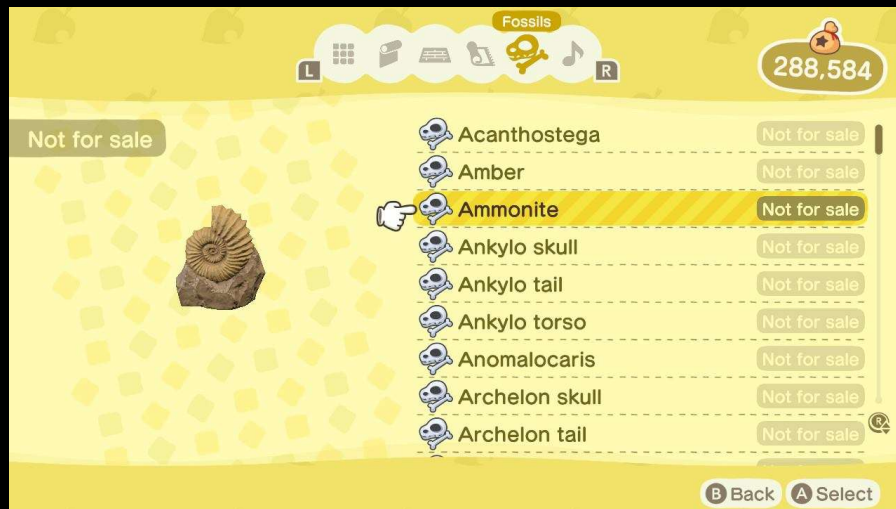 Fossils
L
R
288,584
Not for sale
Acanthostega Not for sale
Amber Not for sale
Ammonite Not for sale
Ankylo skull Not for sale
Ankylo tail Not for sale
Ankylo torso Not for sale
Anomalocaris Not for sale
Archelon skull Not for sale
Archelon tail Not for sale
R
B Back A Select